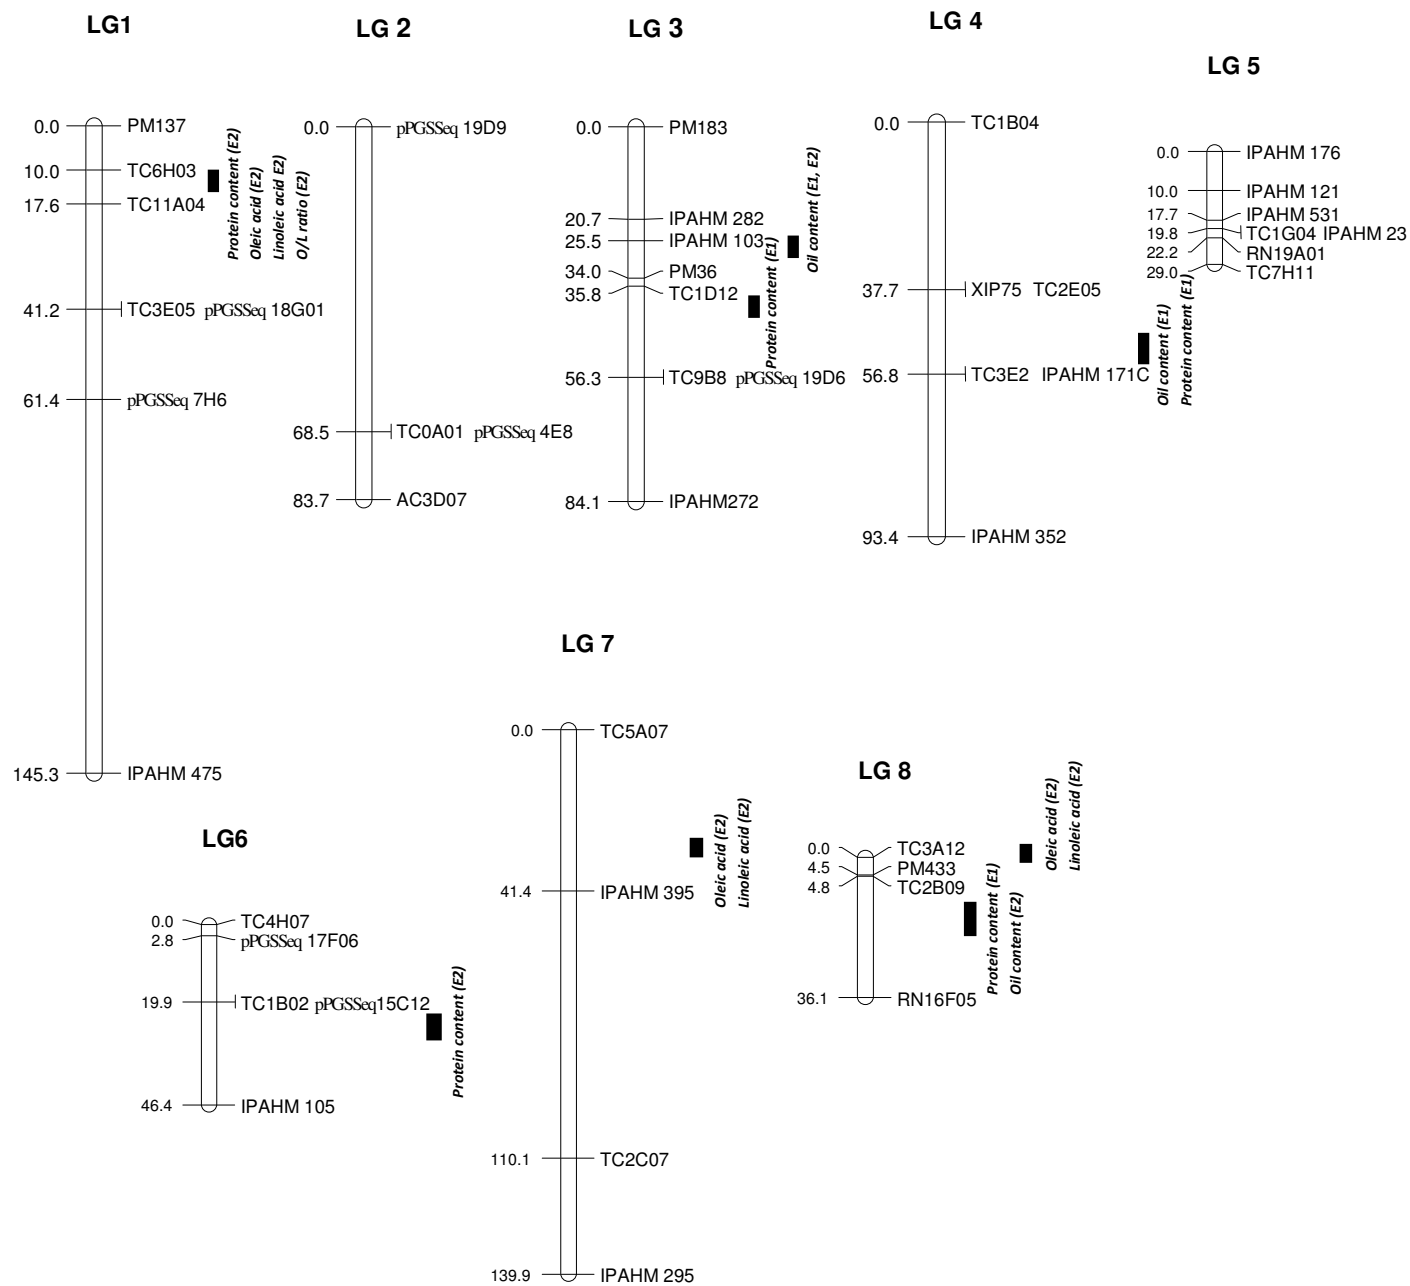 LG1
0.0 PM137
10.0 TC6H03
17.6 TC11A04
41.2 TC3E05 pPGSSeq 18G01
61.4 pPGSSeq 7H6
145.3 IPAHM 475
Protein content (E2)
Oleic acid (E2)
Linoleic acid E2)
O/L ratio (E2)
LG 2
0.0 pPGSSeq 19D9
68.5 TC0A01 pPGSSeq 4E8
83.7 AC3D07
LG 3
0.0 PM183
20.7 IPAHM 282
25.5 IPAHM 103
34.0 PM36
35.8 TC1D12
56.3 TC9B8 pPGSSeq 19D6
84.1 IPAHM272
Protein content (E1)
Oil content (E1, E2)
LG 4
0.0 TC1B04
37.7 XIP75 TC2E05
56.8 TC3E2 IPAHM 171C
93.4 IPAHM 352
Oil content (E1)
Protein content (E1)
LG 5
0.0 IPAHM 176
10.0 IPAHM 121
17.7 IPAHM 531
19.8 TC1G04 IPAHM 23
22.2 RN19A01
29.0 TC7H11
LG6
0.0 TC4H07
2.8 pPGSSeq 17F06
19.9 TC1B02 pPGSSeq15C12
46.4 IPAHM 105
Protein content (E2)
LG 7
0.0 TC5A07
41.4 IPAHM 395
110.1 TC2C07
139.9 IPAHM 295
Oleic acid (E2)
Linoleic acid (E2)
LG 8
0.0 TC3A12
4.5 PM433
4.8 TC2B09
36.1 RN16F05
Protein content (E1)
Oil content (E2)
Oleic acid (E2)
Linoleic acid (E2)